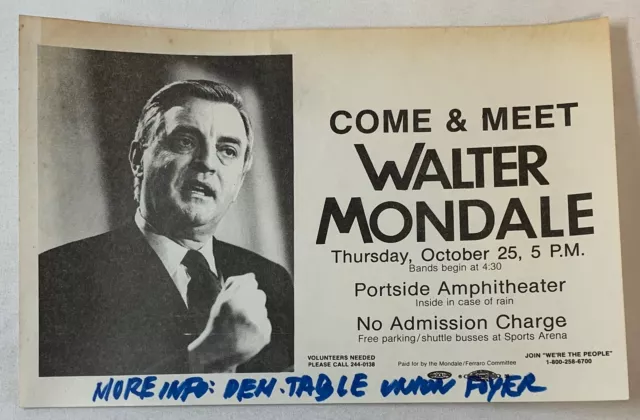 COME & MEET
WALTER
MONDALE
Thursday, October 25, 5 P.M.
Bands begin at 4:30
Portside Amphitheater
Inside in case of rain
No Admission Charge
Free parking/shuttle busses at Sports Arena
VOLUNTEERS NEEDED
PLEASE CALL 244-0138
Paid for by the Mondale/Ferraro Committee
JOIN "WE'RE THE PEOPLE"
1-800-258-6700
MORE INFO: DEM. TABLE UNION FOYER